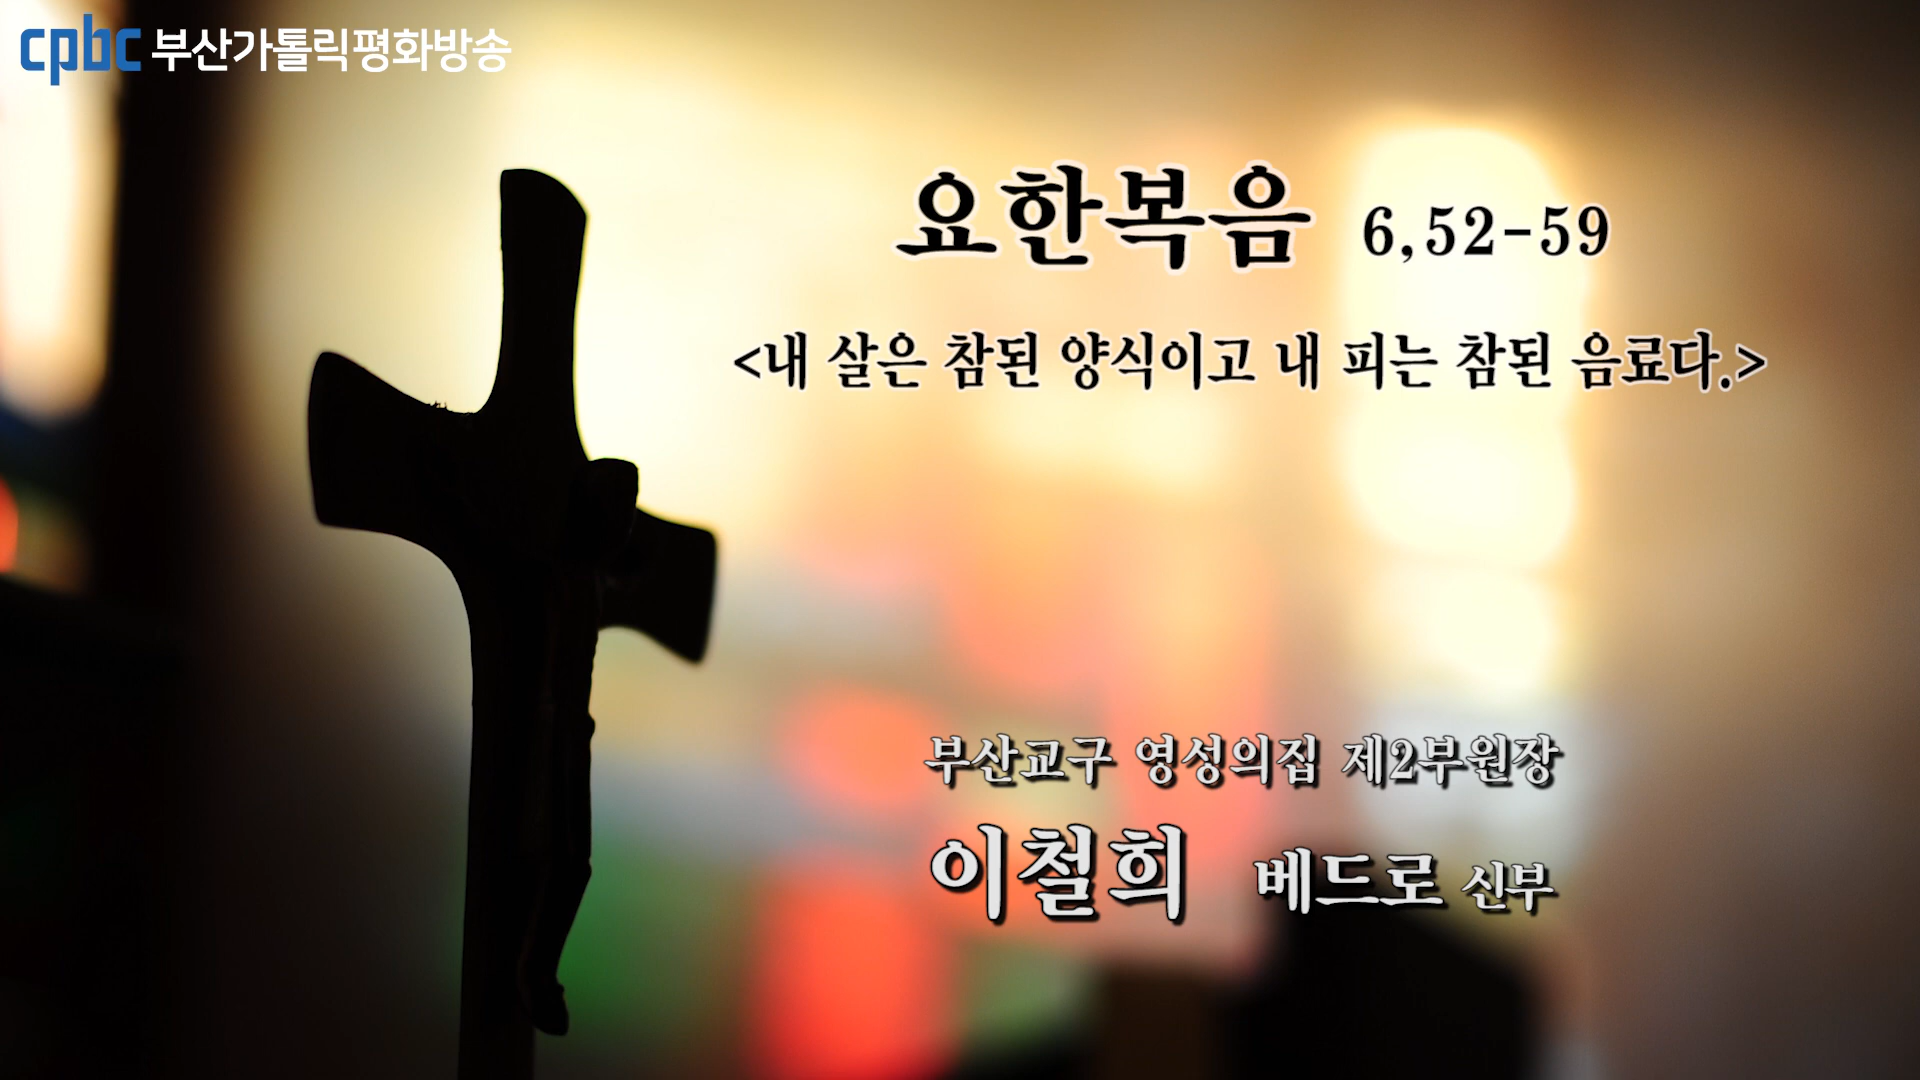 cpbc 부산가톨릭평화방송
요한복음 6,52-59
<내 살은 참된 양식이고 내 피는 참된 음료다.>
부산교구 영성의집 제2부원장
이철희 베드로 신부